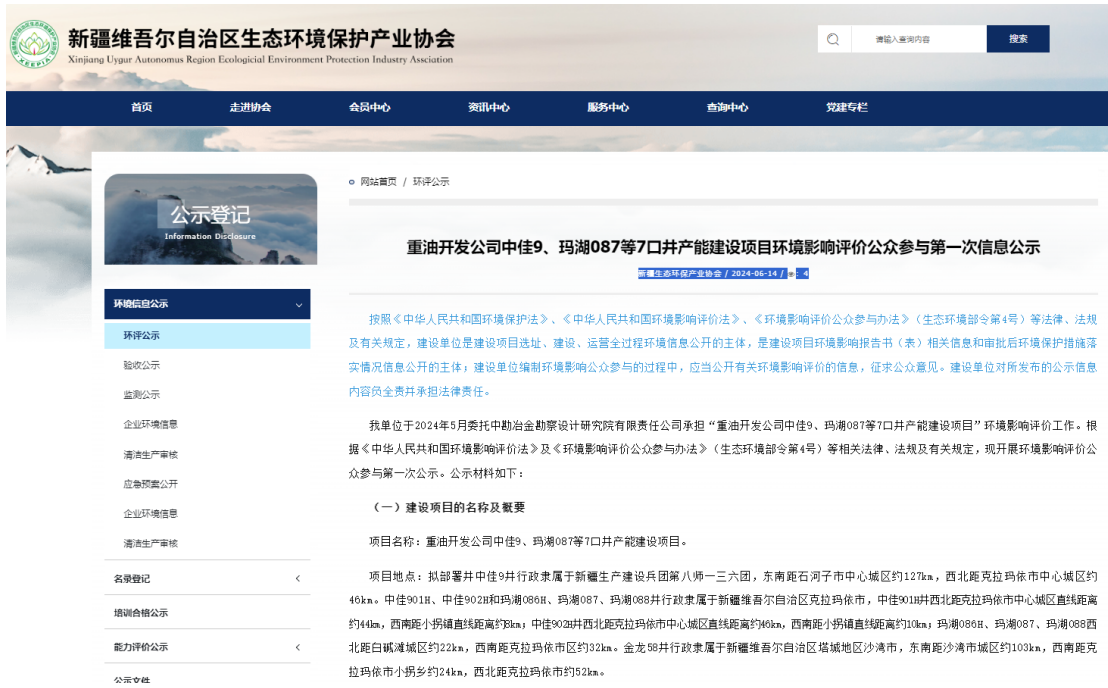 新疆维吾尔自治区生态环境保护产业协会
Xinjiang Uygur Autonomus Region Ecologicial Environment Protection Industry Assciation
请输入查询内容
搜索
首页 走进协会 会员中心 资讯中心 服务中心 查询中心 党建专栏
公示登记
Information Disclosure
网站首页 / 环评公示
重油开发公司中佳9、玛湖087等7口井产能建设项目环境影响评价公众参与第一次信息公示
新疆生态环保产业协会 / 2024-06-14 / : 4
环境信息公示
环评公示
验收公示
监测公示
企业环境信息
清洁生产审核
应急预案公开
企业环境信息
清洁生产审核
名录登记
培训合格公示
能力评价公示
公示文件
按照《中华人民共和国环境保护法》、《中华人民共和国环境影响评价法》、《环境影响评价公众参与办法》（生态环境部令第4号）等法律、法规
及有关规定，建设单位是建设项目选址、建设、运营全过程环境信息公开的主体，是建设项目环境影响报告书（表）相关信息和审批后环境保护措施落
实情况信息公开的主体；建设单位编制环境影响公众参与的过程中，应当公开有关环境影响评价的信息，征求公众意见。建设单位对所发布的公示信息
内容负全责并承担法律责任。
我单位于2024年5月委托中勘冶金勘察设计研究院有限责任公司承担“重油开发公司中佳9、玛湖087等7口井产能建设项目”环境影响评价工作。根
据《中华人民共和国环境影响评价法》及《环境影响评价公众参与办法》（生态环境部令第4号）等相关法律、法规及有关规定，现开展环境影响评价公
众参与第一次公示。公示材料如下：
（一）建设项目的名称及概要
项目名称：重油开发公司中佳9、玛湖087等7口井产能建设项目。
项目地点：拟部署井中佳9井行政隶属于新疆生产建设兵团第八师一三六团，东南距石河子市中心城区约127km，西北距克拉玛依市中心城区约
46km。中佳901H、中佳902H和玛湖086H、玛湖087、玛湖088井行政隶属于新疆维吾尔自治区克拉玛依市，中佳901H井西北距克拉玛依市中心城区直线距离
约44km，西南距小拐镇直线距离约8km；中佳902H井西北距克拉玛依市中心城区直线距离约46km，西南距小拐镇直线距离约10km；玛湖086H、玛湖087、玛湖088西
北距白碱滩城区约22km，西南距克拉玛依市区约32km。金龙58井行政隶属于新疆维吾尔自治区塔城地区沙湾市，东南距沙湾市城区约103km，西南距克
拉玛依市小拐乡约24km，西北距克拉玛依市约52km。